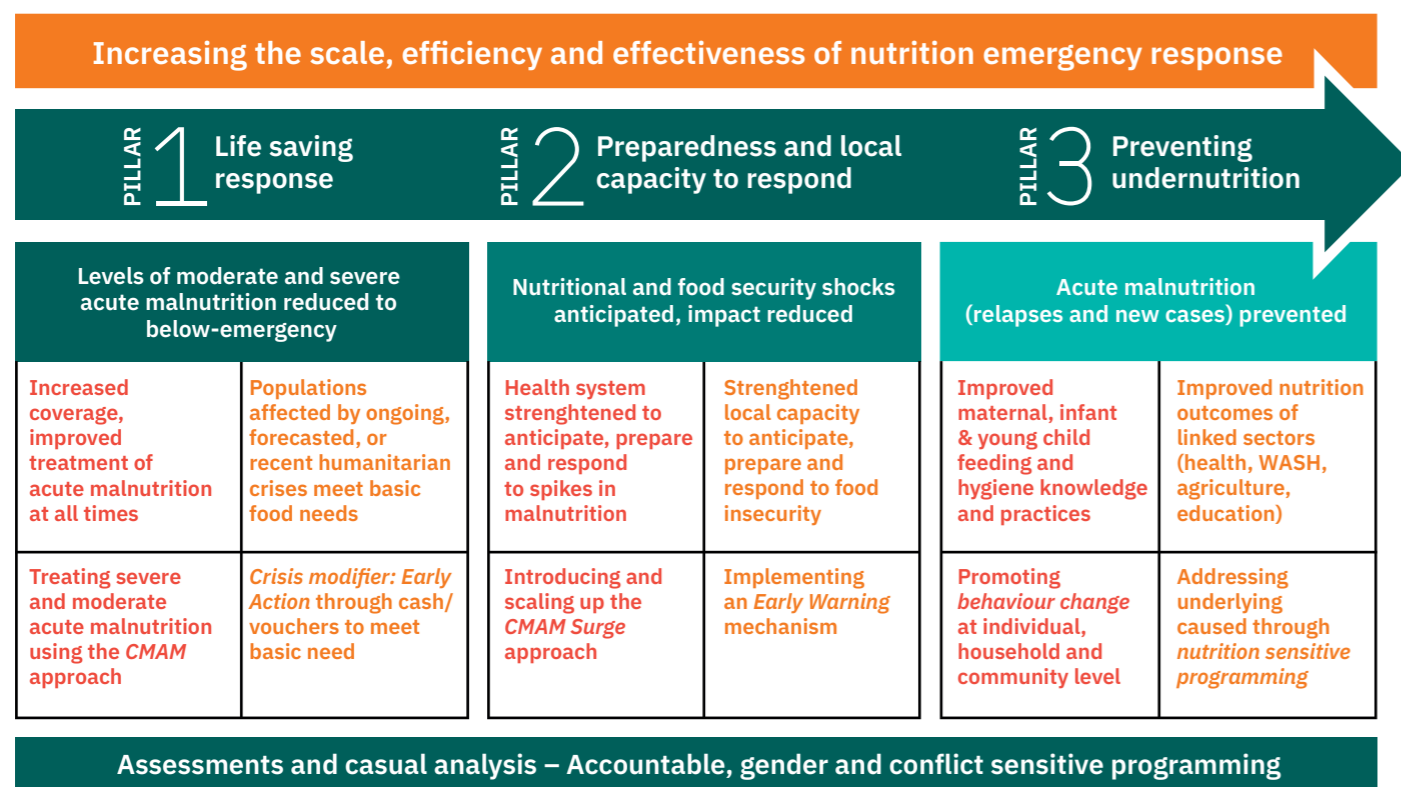 Increasing the scale, efficiency and effectiveness of nutrition emergency response
PILLAR 1
Life saving
response
PILLAR 2
Preparedness and local
capacity to respond
PILLAR 3
Preventing
undernutrition
Levels of moderate and severe
acute malnutrition reduced to
below-emergency
Increased
coverage,
improved
treatment of
acute malnutrition
at all times
Populations
affected by ongoing,
forecasted, or
recent humanitarian
crises meet basic
food needs
Treating severe
and moderate
acute malnutrition
using the CMAM
approach
Crisis modifier: Early
Action through cash/
vouchers to meet
basic need
Nutritional and food security shocks
anticipated, impact reduced
Health system
strenghtened to
anticipate, prepare
and respond
to spikes in
malnutrition
Strenghtened
local capacity
to anticipate,
prepare and
respond to food
insecurity
Introducing and
scaling up the
CMAM Surge
approach
Implementing
an Early Warning
mechanism
Acute malnutrition
(relapses and new cases) prevented
Improved
maternal, infant
& young child
feeding and
hygiene knowledge
and practices
Improved nutrition
outcomes of
linked sectors
(health, WASH,
agriculture,
education)
Promoting
behaviour change
at individual,
household and
community level
Addressing
underlying
caused through
nutrition sensitive
programming
Assessments and casual analysis – Accountable, gender and conflict sensitive programming